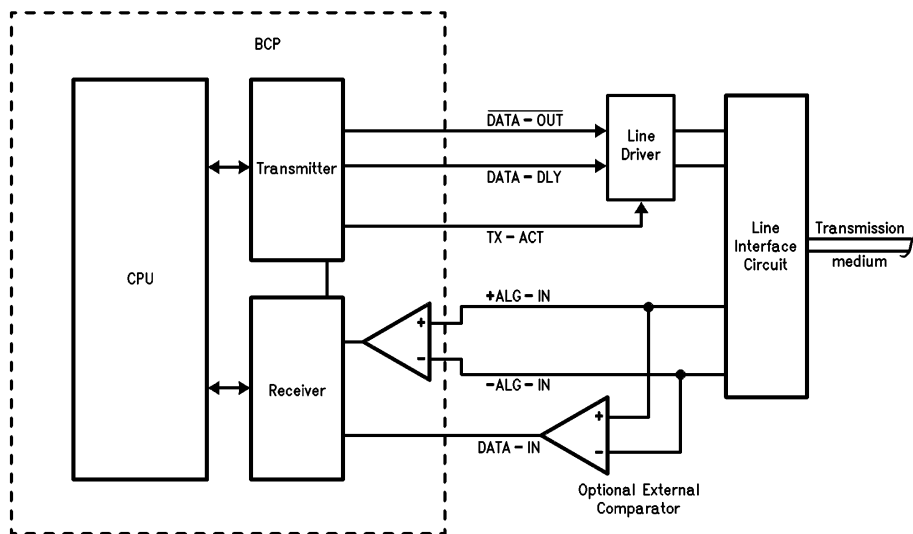 BCP
DATA-OUT
Line
Driver
Transmitter
DATA-DLY
TX-ACT
Line
Interface
Circuit
Transmission
medium
CPU
+ALG-IN
+
-
Receiver
-ALG-IN
+
-
DATA-IN
Optional External
Comparator